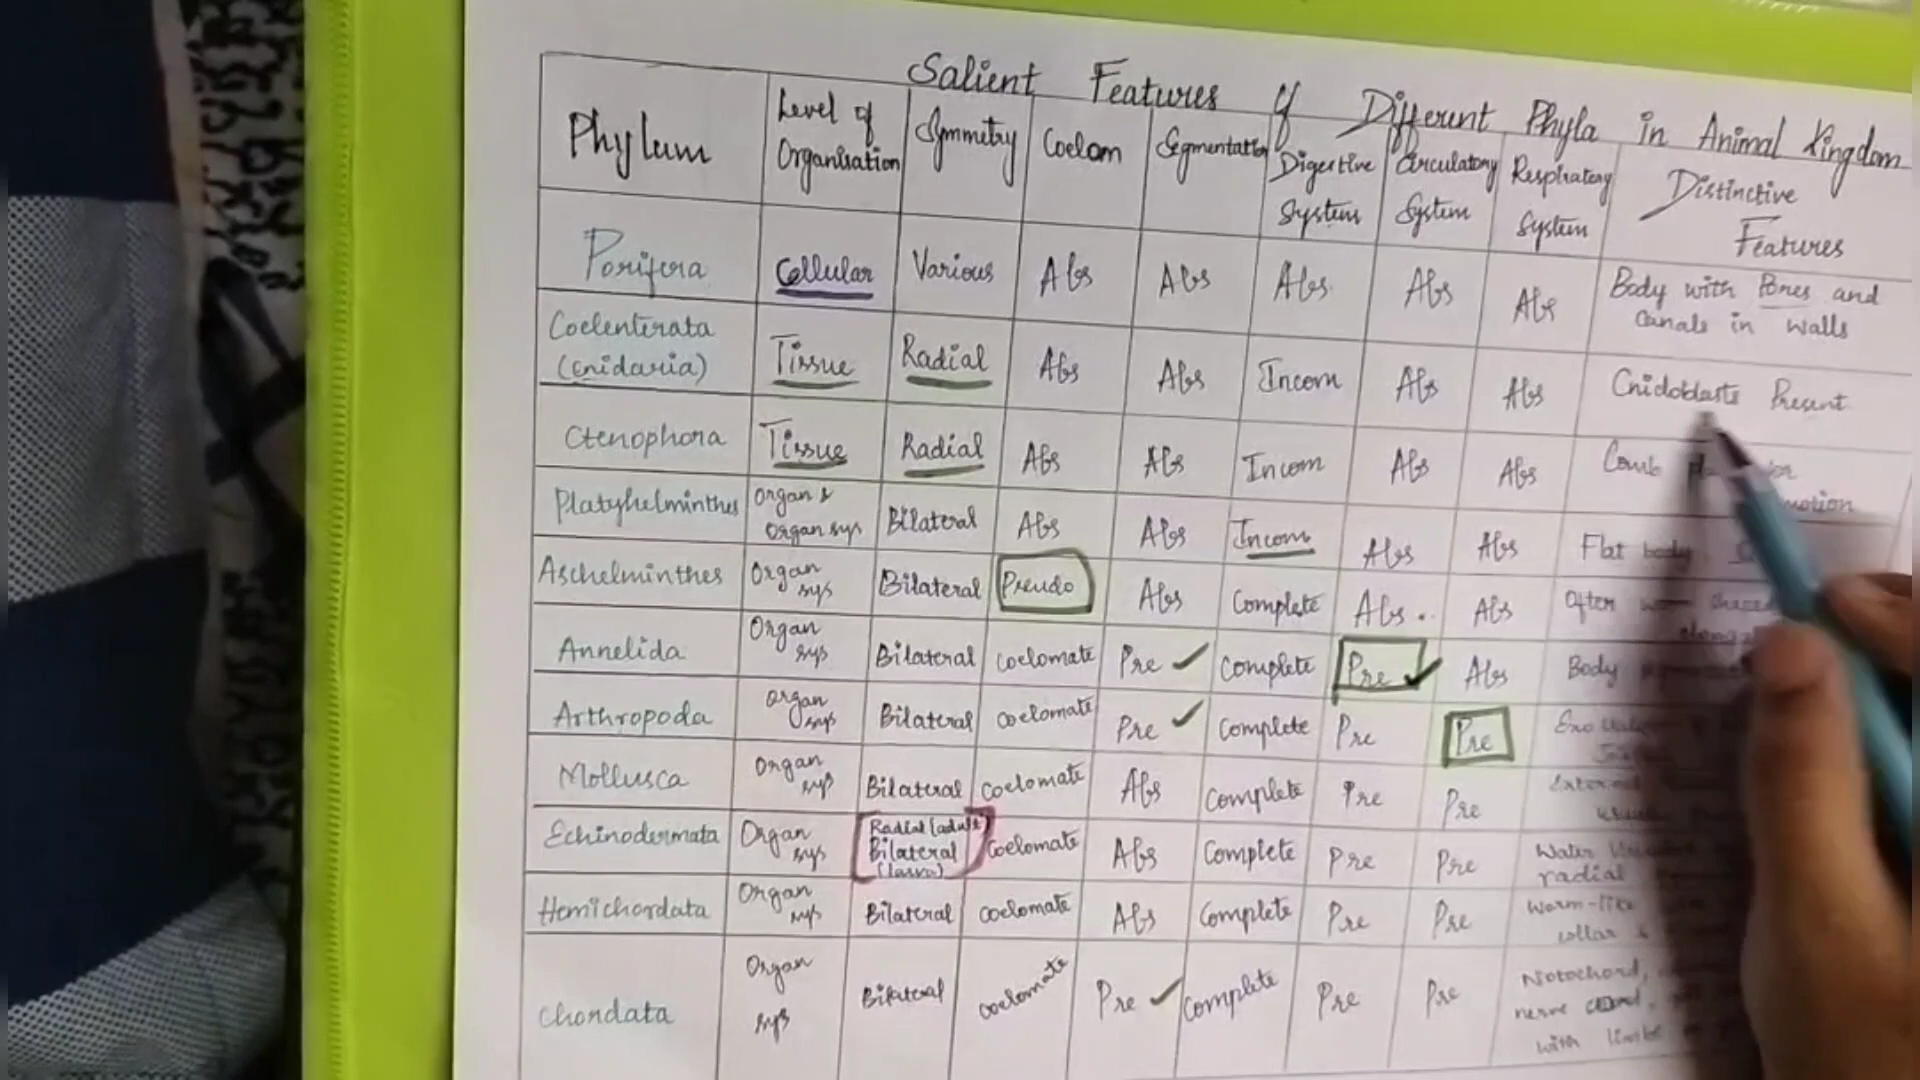 Salient Features of Different Phyla in Animal Kingdom
Phylum Level of Organisation Symmetry Coelom Segmentation Digestive System Circulatory System Respiratory System Distinctive Features
Porifera Cellular Various Abs Abs Abs. Abs Abs Body with Pores and
canals in walls
Coelenterata
(cnidaria) Tissue Radial Abs Abs Incom Abs Abs Cnidoblasts Present
Ctenophora Tissue Radial Abs Abs Incom Abs Abs Comb
Platyhelminthes Organ & organ sys Bilateral Abs Abs Incom Abs Abs Flat body
Aschelminthes Organ sys Bilateral Pseudo Abs Complete Abs.. Abs Often
Annelida Organ sys Bilateral coelomate Pre ✓ Complete Pre ✓ Abs Body
Arthropoda organ sys Bilateral coelomate Pre ✓ Complete Pre Pre
Mollusca organ sys Bilateral coelomate Abs Complete Pre Pre External
Echinodermata Organ sys Radial (adult Bilateral (larva) coelomate Abs Complete Pre Pre Water
radial
Hemichordata Organ sys Bilateral coelomate Abs Complete Pre Pre Worm-like
collar &
Chordata Organ sys Bilateral coelomate Pre ✓ Complete Pre Pre Notochord,
nerve cord,
with limbs